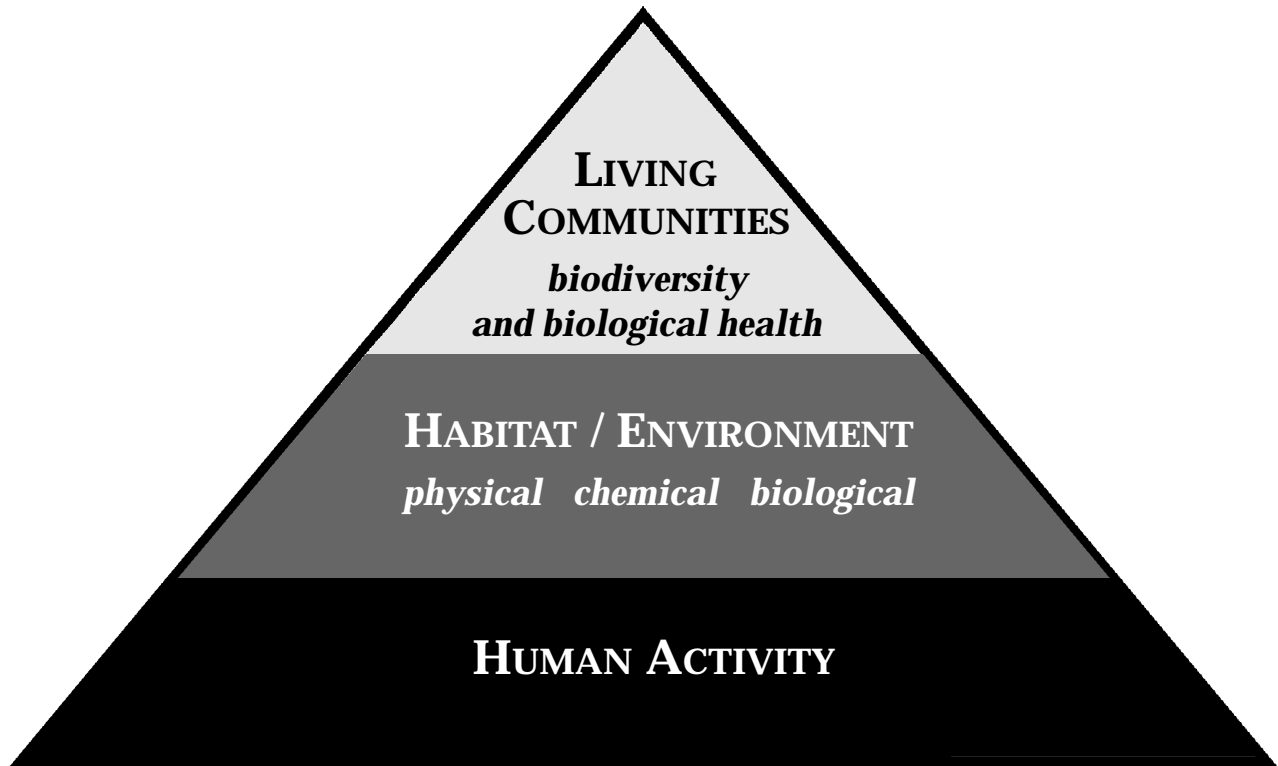 LIVING
COMMUNITIES
biodiversity
and biological health
HABITAT / ENVIRONMENT
physical chemical biological
HUMAN ACTIVITY